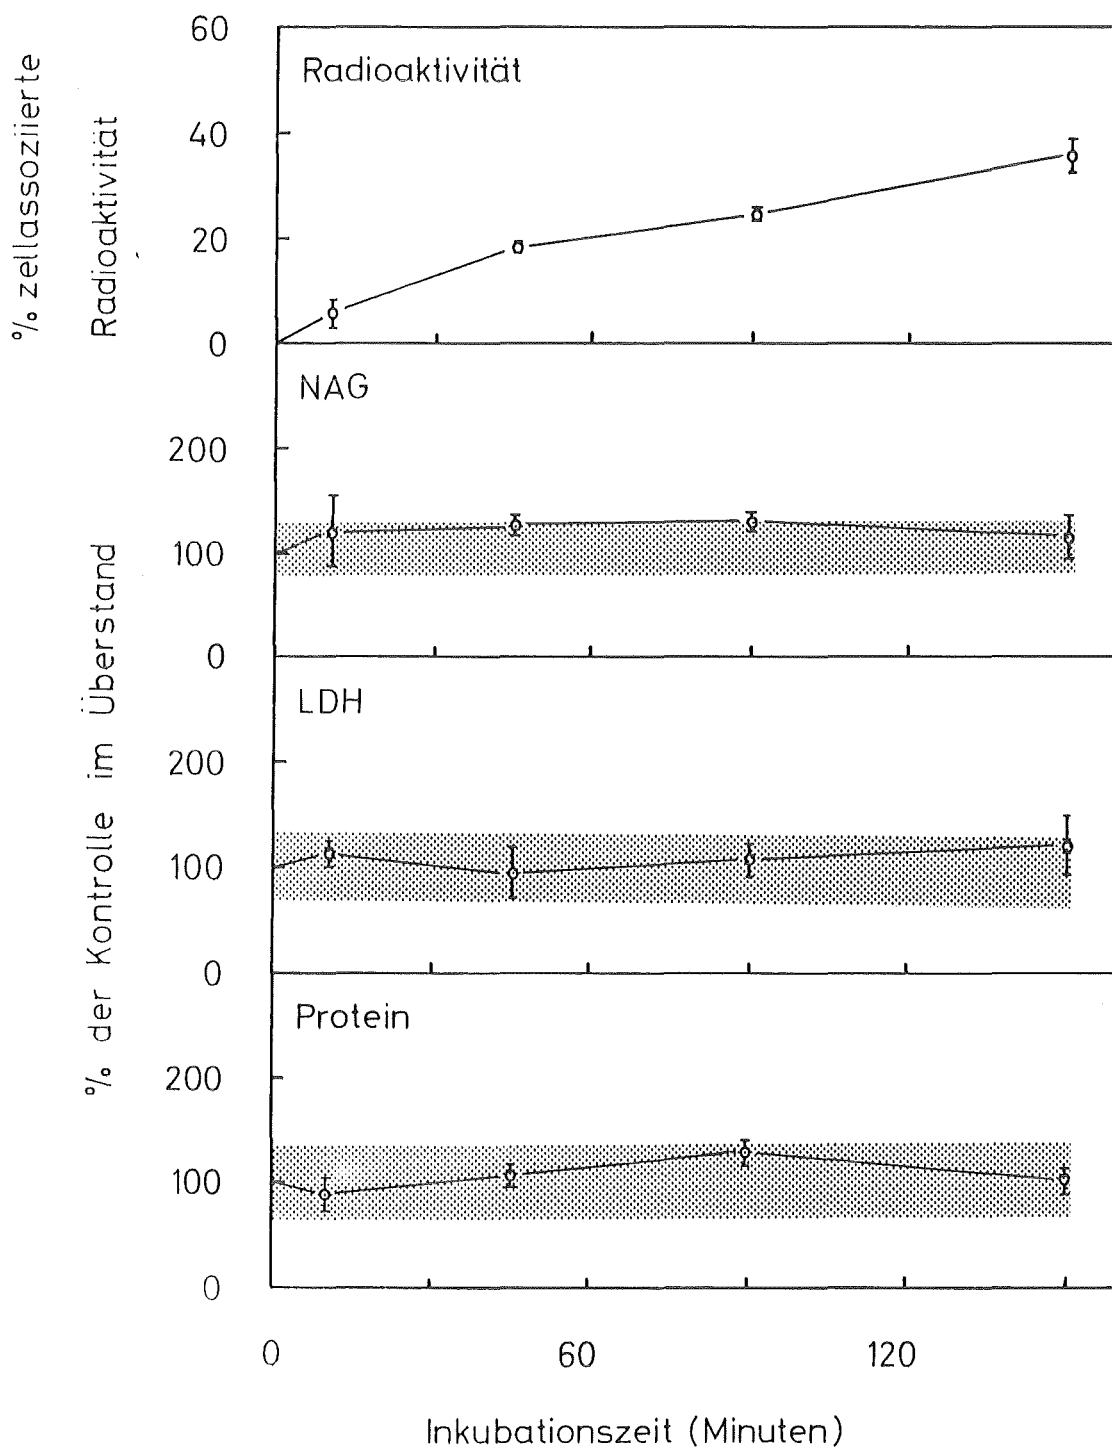 % zellassoziierte
Radioaktivität
60
40
20
0
Radioaktivität
NAG
200
100
0
LDH
200
100
0
Protein
200
100
0
% der Kontrolle im Überstand
0 60 120
Inkubationszeit (Minuten)